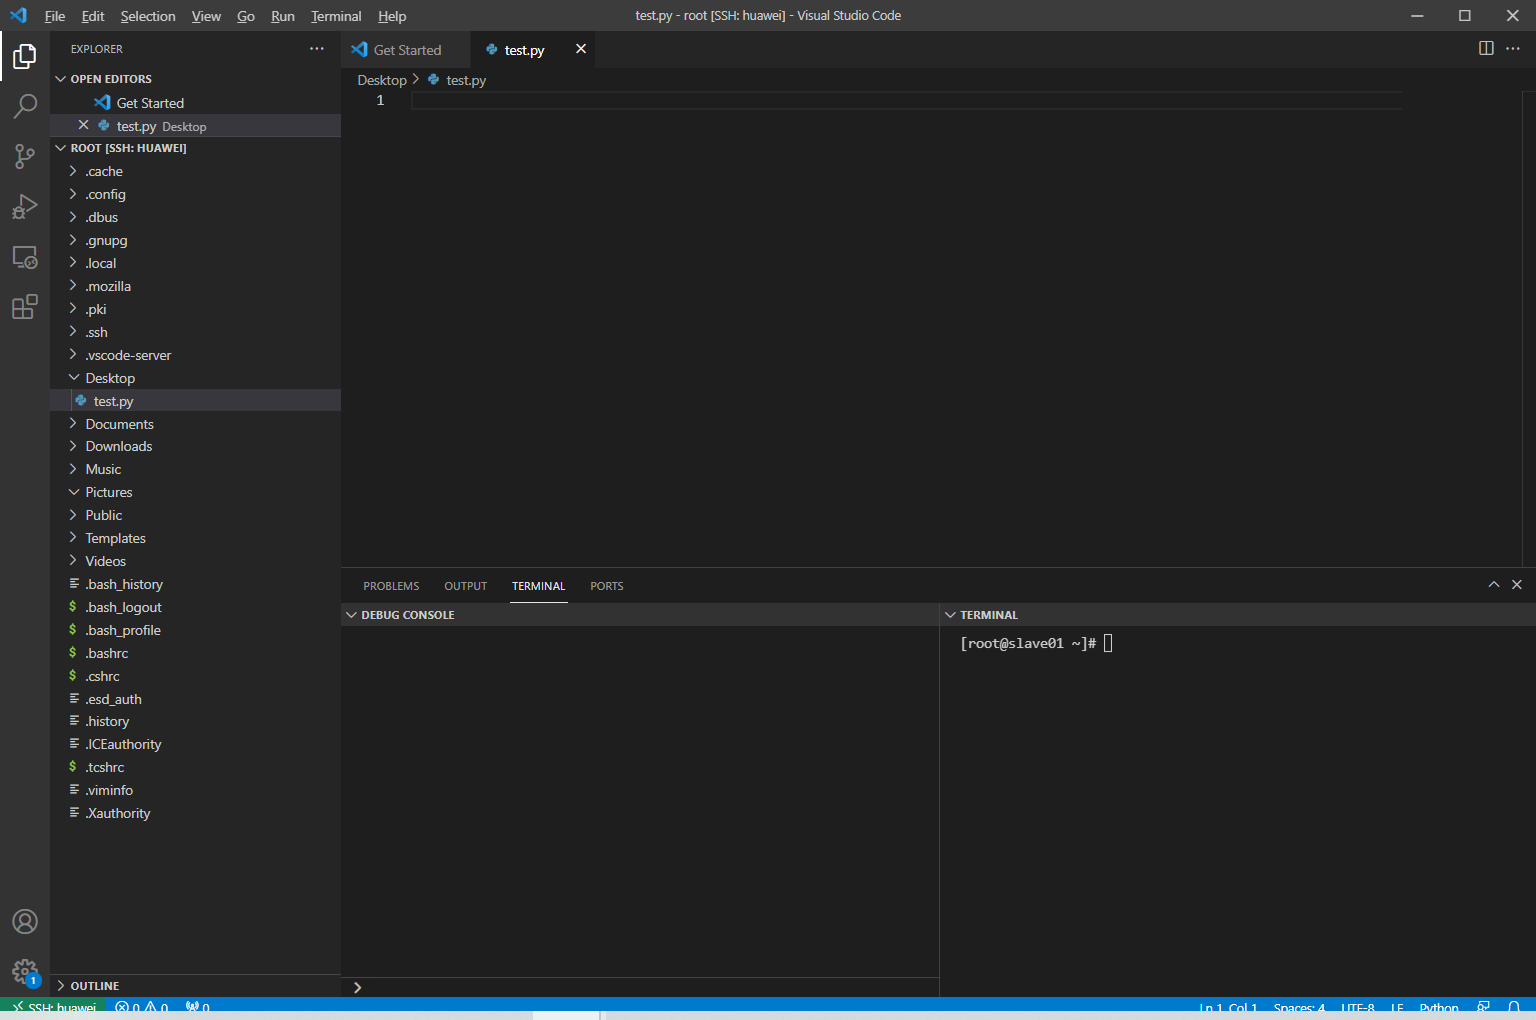 File Edit Selection View Go Run Terminal Help
test.py - root [SSH: huawei] - Visual Studio Code
EXPLORER
OPEN EDITORS
Get Started
test.py Desktop
ROOT [SSH: HUAWEI]
.cache
.config
.dbus
.gnupg
.local
.mozilla
.pki
.ssh
.vscode-server
Desktop
test.py
Documents
Downloads
Music
Pictures
Public
Templates
Videos
.bash_history
$ .bash_logout
$ .bash_profile
$ .bashrc
$ .cshrc
.esd_auth
.history
.ICEauthority
$ .tcshrc
.viminfo
.Xauthority
OUTLINE
Get Started test.py
Desktop > test.py
1
PROBLEMS OUTPUT TERMINAL PORTS
DEBUG CONSOLE
TERMINAL
[root@slave01 ~]#
1
SSH: huawei 0 0 0 Ln 1, Col 1 Spaces: 4 UTF-8 LF Python